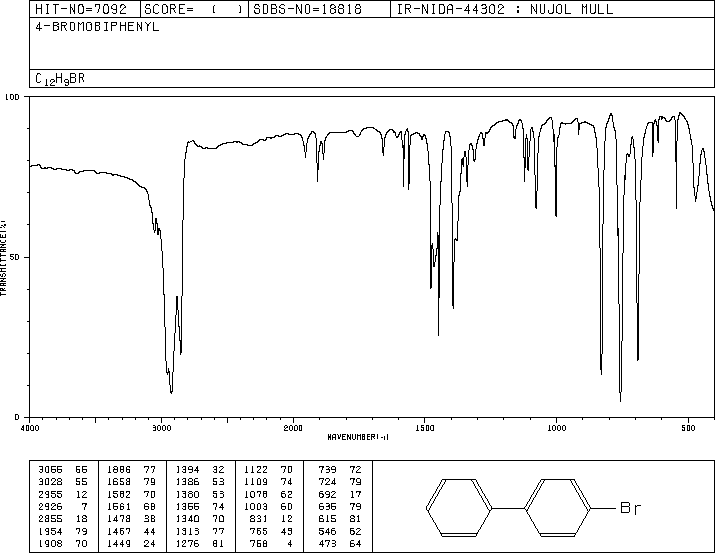 HIT-NO=7092 SCORE= ( ) SDBS-NO=18818 IR-NIDA-44302 : NUJOL MULL
4-BROMOBIPHENYL
C12H9BR
100
50
0
TRANSMITTANCE(%)
4000 3000 2000 1500 1000 500
WAVENUMBER(-1)
3066 66 1886 77 1394 32 1122 70 739 72
3028 55 1658 79 1386 53 1109 74 724 79
2955 12 1582 70 1380 53 1078 62 692 17
2926 7 1561 68 1366 74 1003 60 636 79
2855 18 1478 38 1340 70 831 12 615 81
1954 79 1467 44 1313 77 765 49 546 62
1908 70 1449 24 1276 81 758 4 473 64
Br